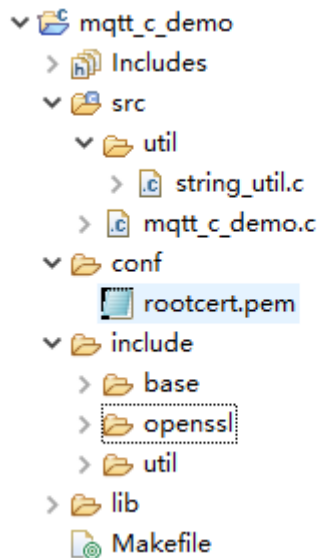 mqtt_c_demo
Includes
src
util
string_util.c
mqtt_c_demo.c
conf
rootcert.pem
include
base
openssl
util
lib
Makefile